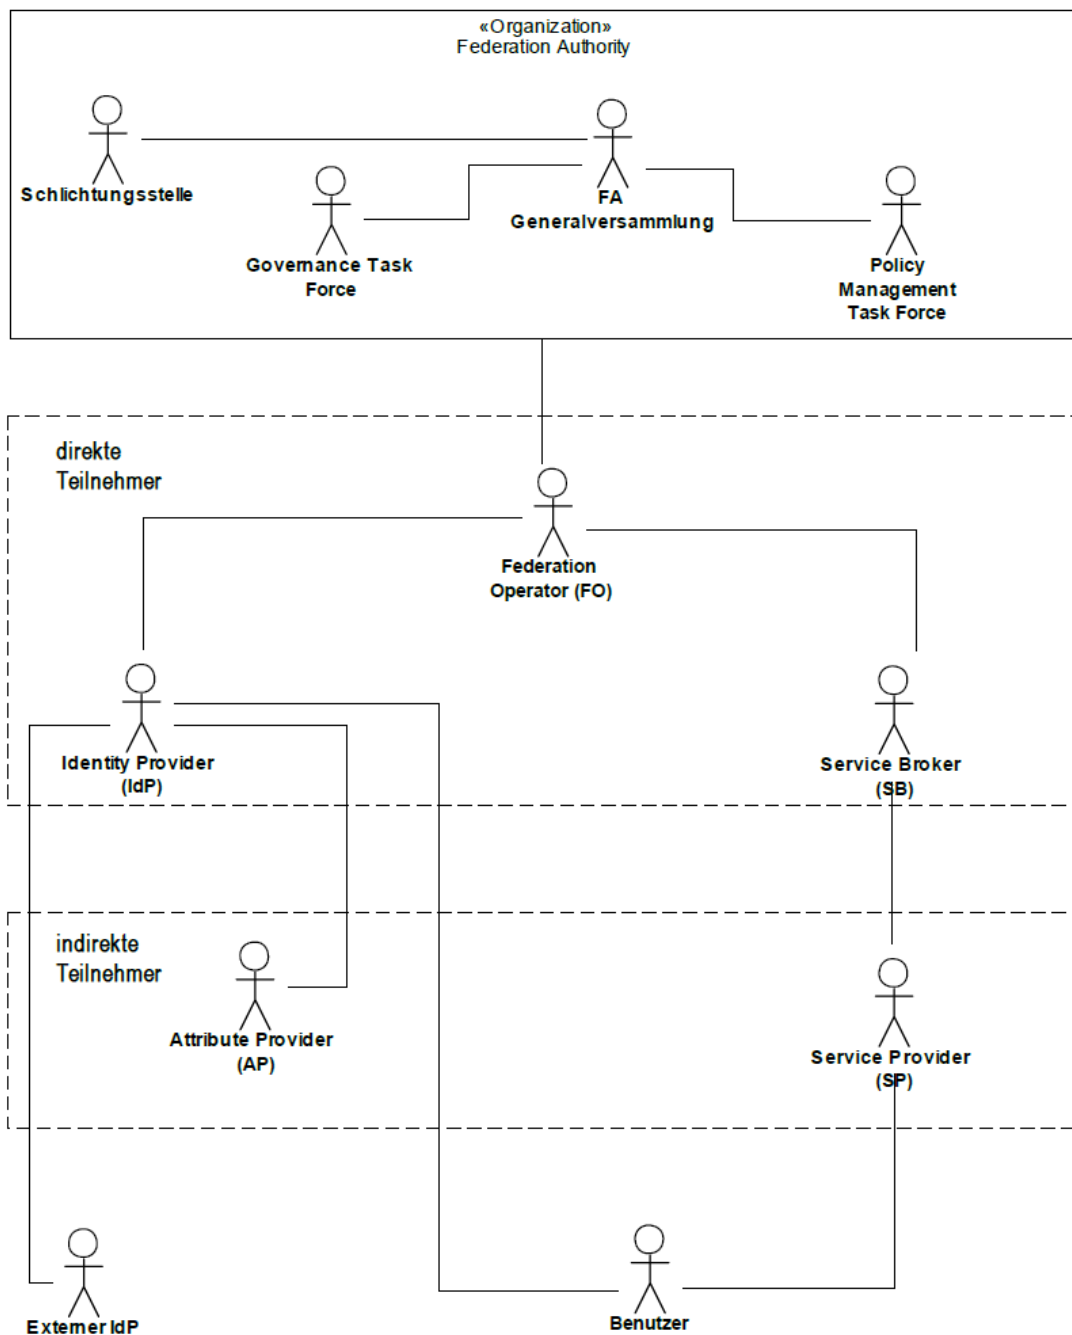 «Organization»
Federation Authority
Schlichtungsstelle
FA
Generalversammlung
Governance Task
Force
Policy
Management
Task Force
direkte
Teilnehmer
Federation
Operator (FO)
Identity Provider
(IdP)
Service Broker
(SB)
indirekte
Teilnehmer
Attribute Provider
(AP)
Service Provider
(SP)
Externer IdP
Benutzer